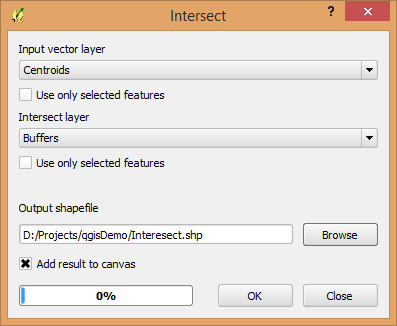 Intersect
?
Input vector layer
Centroids
Use only selected features
Intersect layer
Buffers
Use only selected features
Output shapefile
D:/Projects/qgisDemo/Interesect.shp
Browse
Add result to canvas
0%
OK
Close